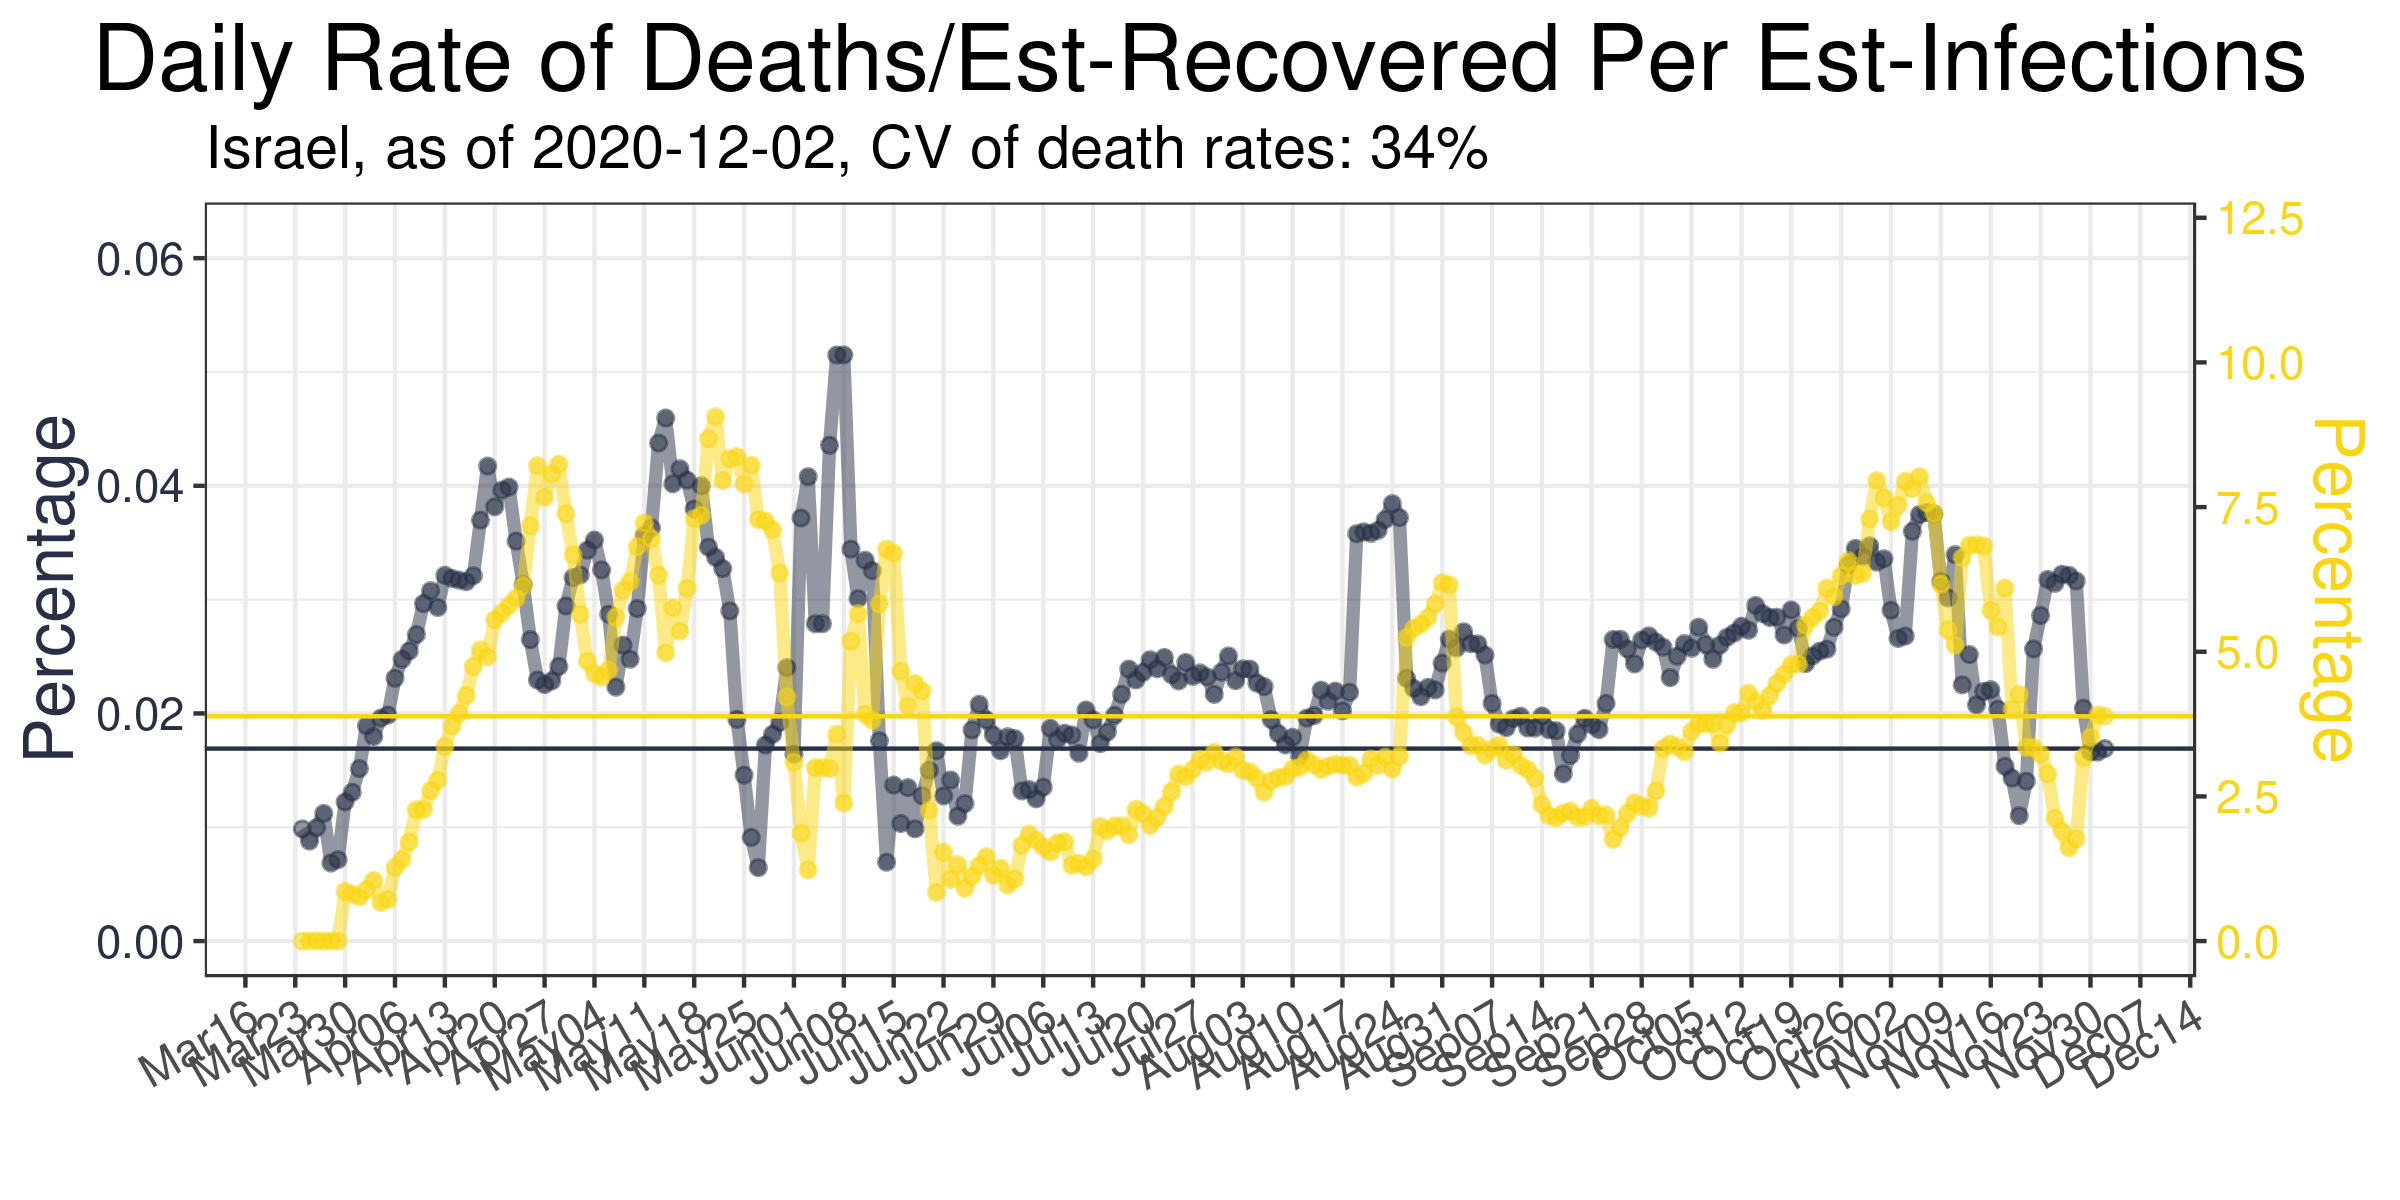 Daily Rate of Deaths/Est-Recovered Per Est-Infections
Israel, as of 2020-12-02, CV of death rates: 34%
Percentage
0.06
0.04
0.02
0.00
12.5
10.0
7.5
5.0
2.5
0.0
Percentage
Mar16
Mar23
Mar30
Apr06
Apr13
Apr20
Apr27
May04
May11
May18
May25
Jun01
Jun08
Jun15
Jun22
Jun29
Jul06
Jul13
Jul20
Jul27
Aug03
Aug10
Aug17
Aug24
Aug31
Sep07
Sep14
Sep21
Sep28
Oct05
Oct12
Oct19
Oct26
Nov02
Nov09
Nov16
Nov23
Nov30
Dec07
Dec14